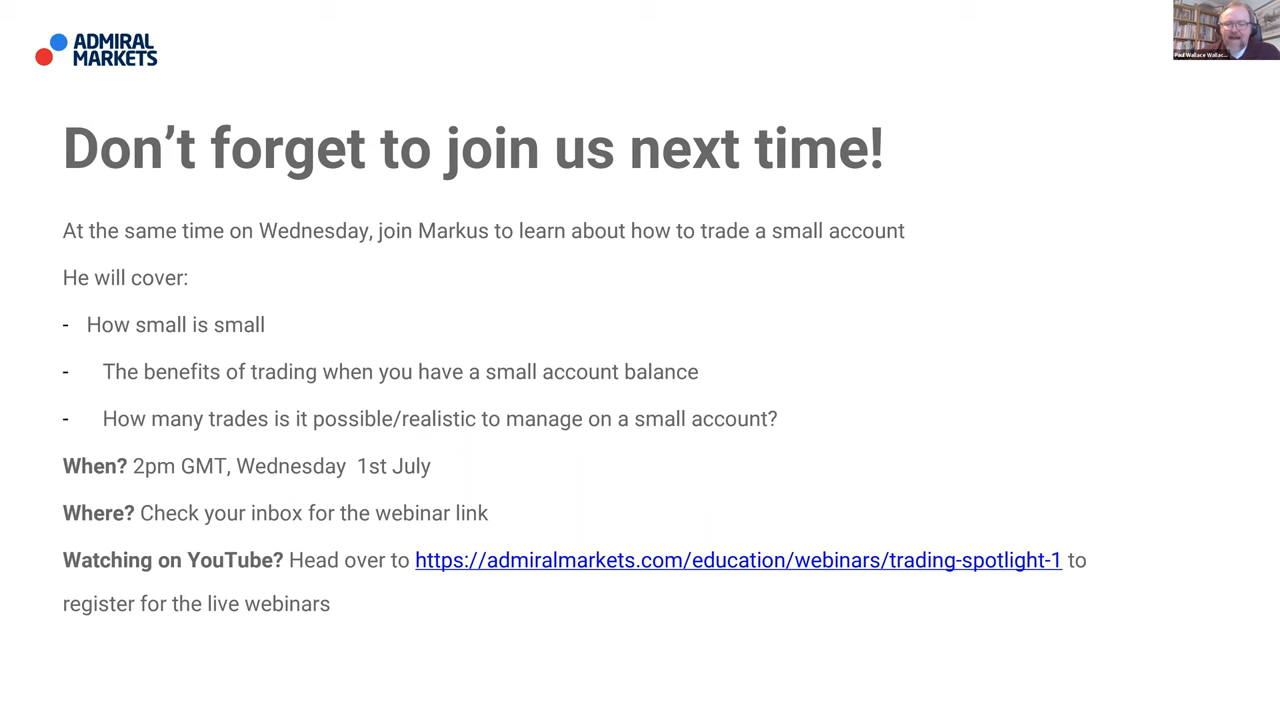 ADMIRAL
MARKETS
Paul Wallace Wallac...
Don't forget to join us next time!
At the same time on Wednesday, join Markus to learn about how to trade a small account
He will cover:
- How small is small
- The benefits of trading when you have a small account balance
- How many trades is it possible/realistic to manage on a small account?
When? 2pm GMT, Wednesday 1st July
Where? Check your inbox for the webinar link
Watching on YouTube? Head over to https://admiralmarkets.com/education/webinars/trading-spotlight-1 to
register for the live webinars